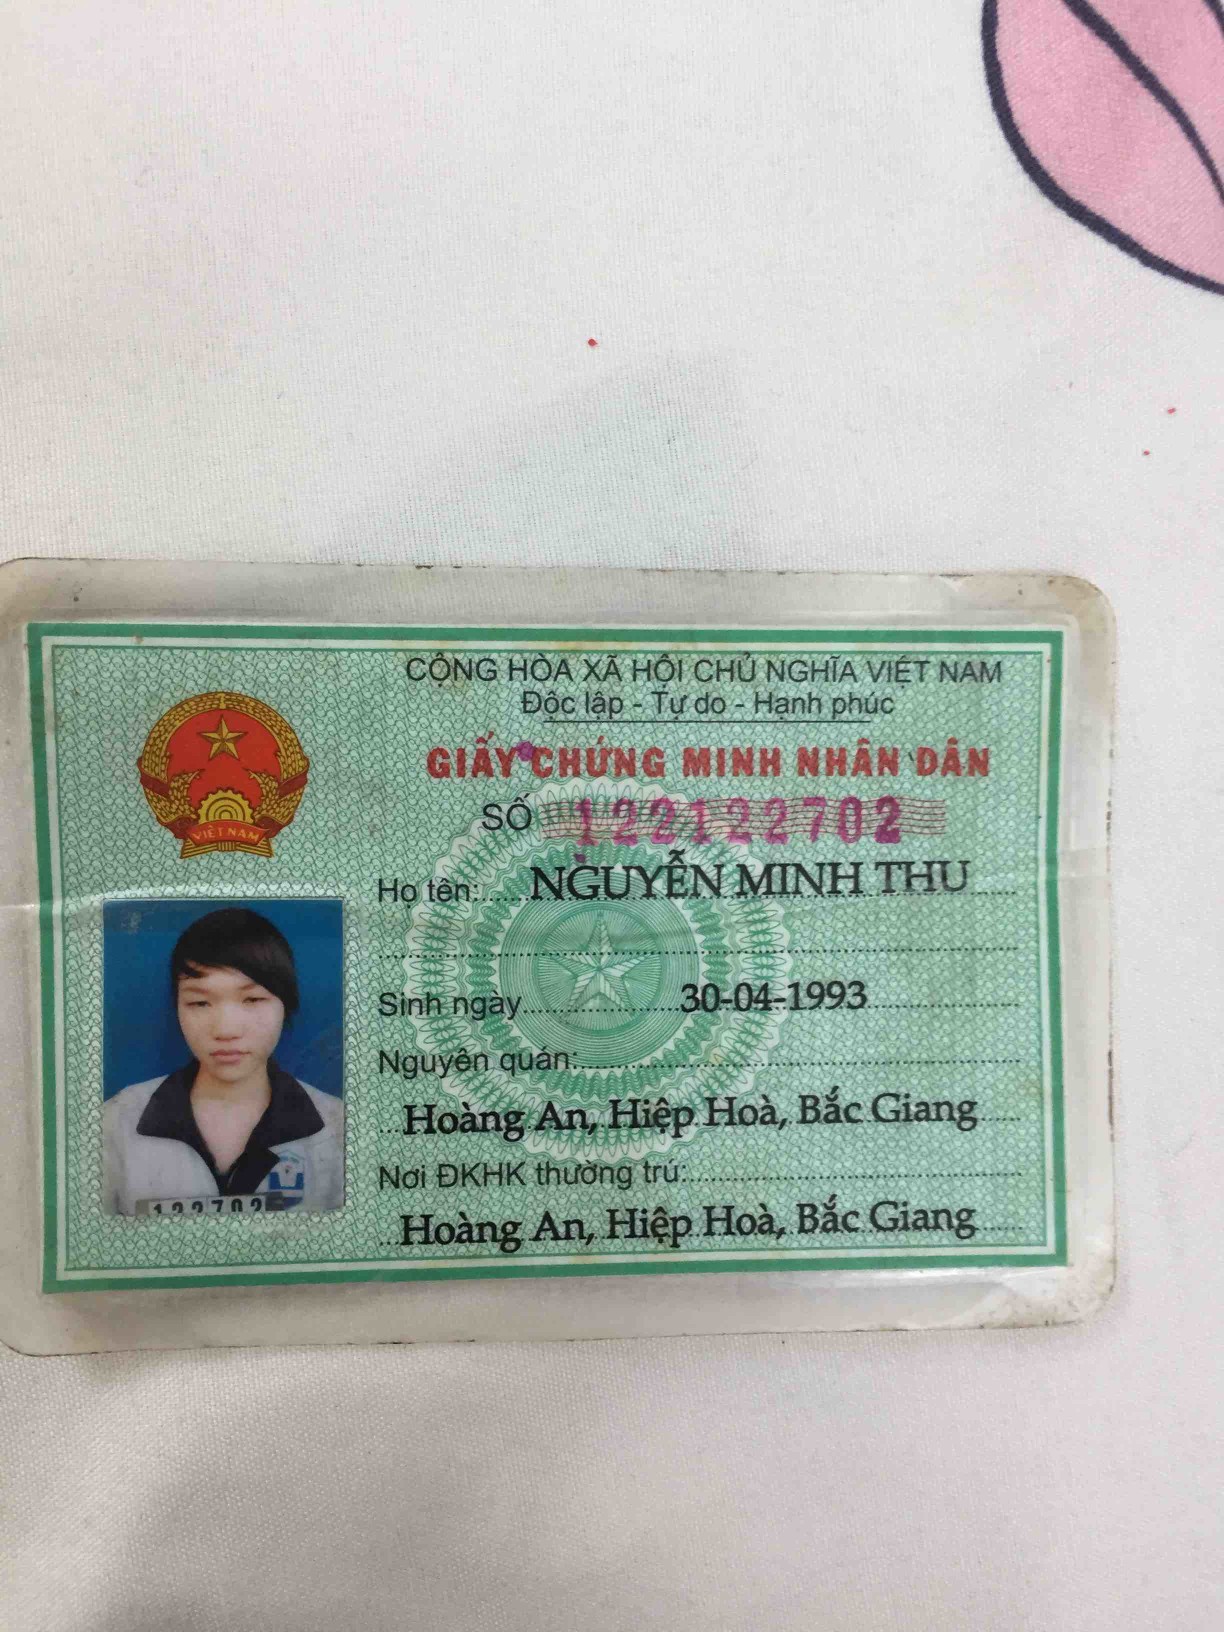 CỘNG HÒA XÃ HỘI CHỦ NGHĨA VIỆT NAM
Độc lập - Tự do - Hạnh phúc
GIẤY CHỨNG MINH NHÂN DÂN
SỐ 122122702
VIỆT NAM
Họ tên: NGUYỄN MINH THU
Sinh ngày 30-04-1993
Nguyên quán:
Hoàng An, Hiệp Hoà, Bắc Giang
Nơi ĐKHK thường trú:
Hoàng An, Hiệp Hoà, Bắc Giang